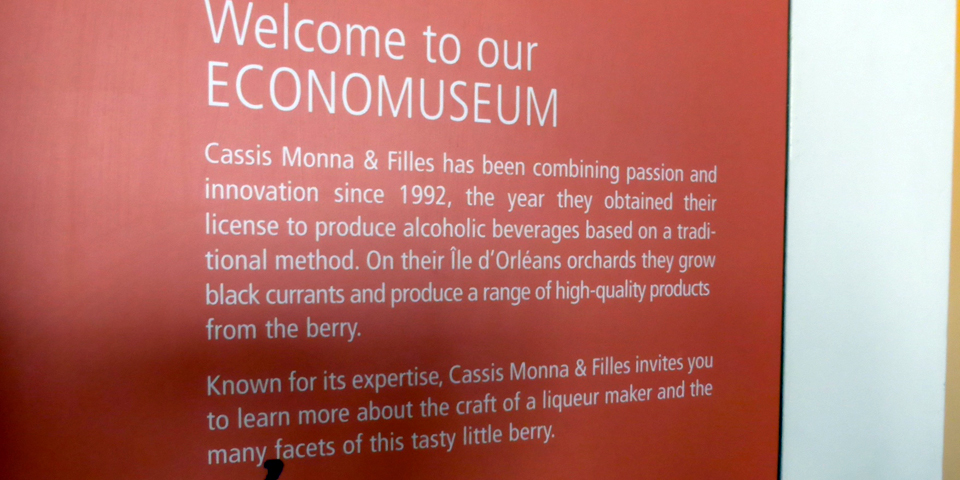 Welcome to our
ECONOMUSEUM
Cassis Monna & Filles has been combining passion and
innovation since 1992, the year they obtained their
license to produce alcoholic beverages based on a tradi-
tional method. On their Île d'Orléans orchards they grow
black currants and produce a range of high-quality products
from the berry.
Known for its expertise, Cassis Monna & Filles invites you
to learn more about the craft of a liqueur maker and the
many facets of this tasty little berry.